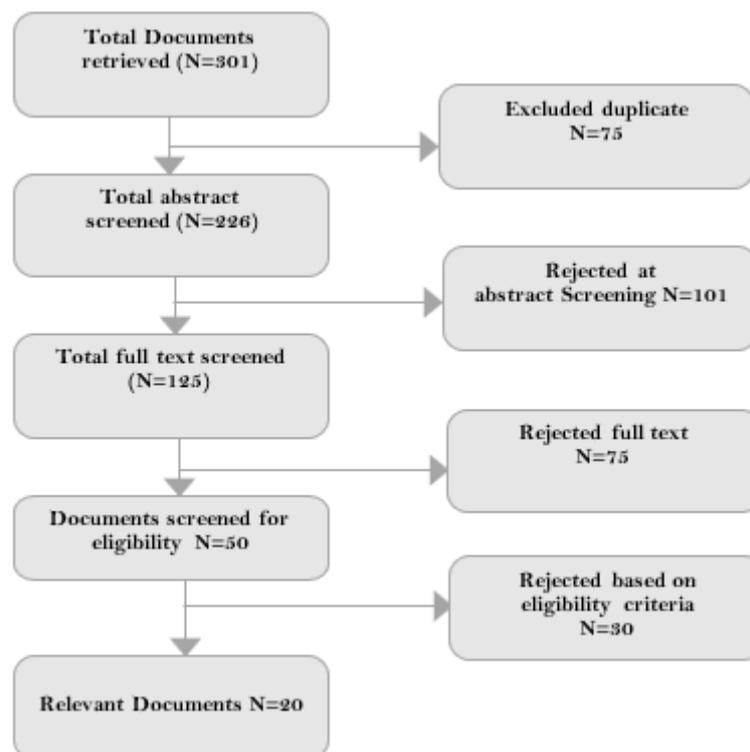 Total Documents
retrieved (N=301)
Excluded duplicate
N=75
Total abstract
screened (N=226)
Rejected at
abstract Screening N=101
Total full text screened
(N=125)
Rejected full text
N=75
Documents screened for
eligibility N=50
Rejected based on
eligibility criteria
N=30
Relevant Documents N=20